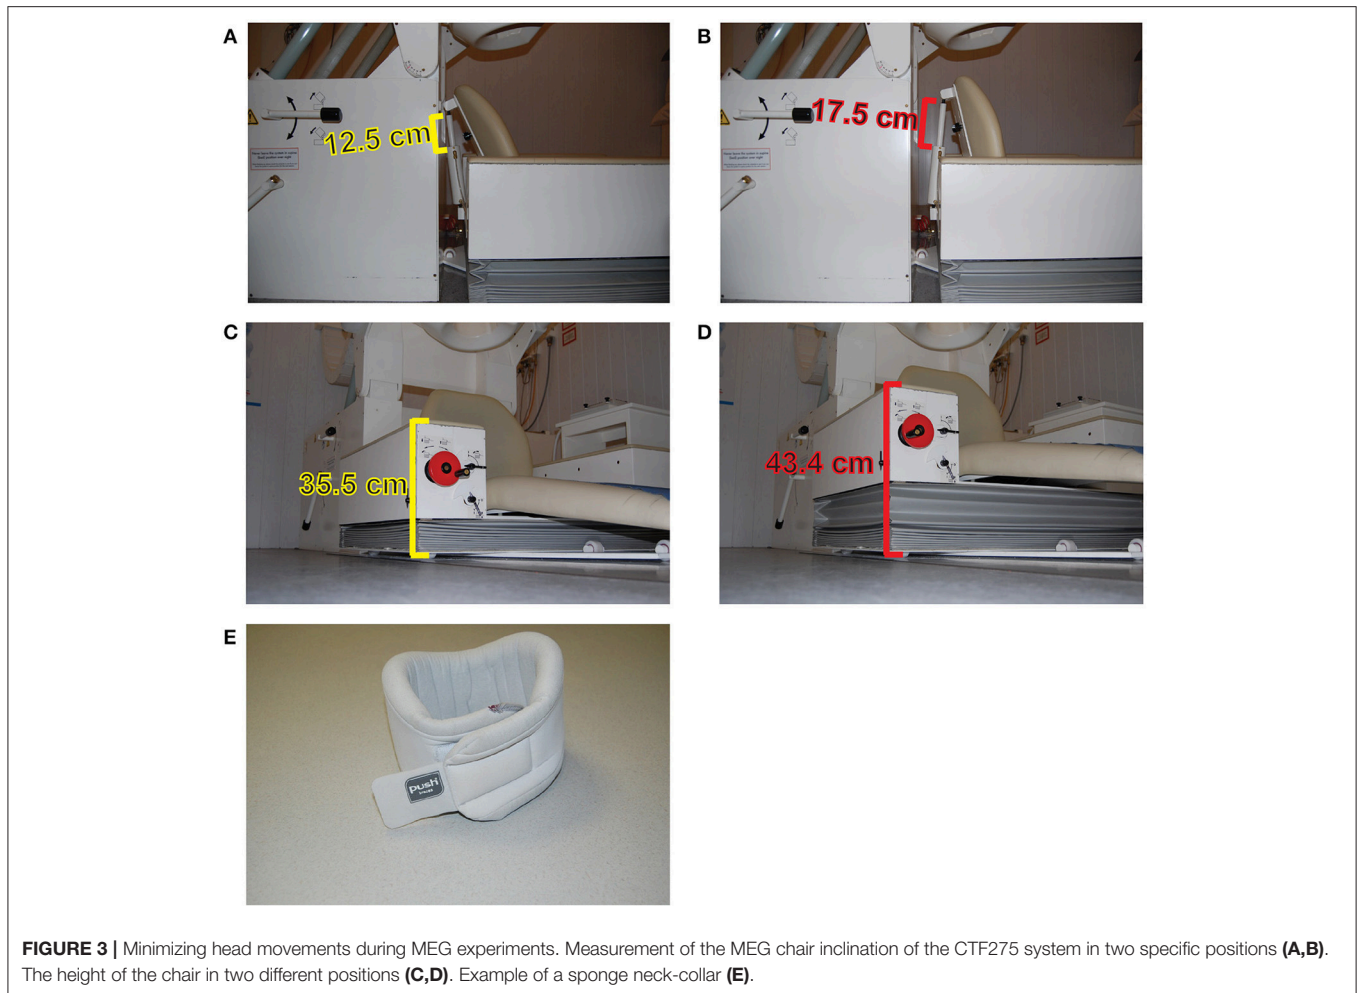 A
12.5 cm
B
17.5 cm
C
35.5 cm
D
43.4 cm
E
push
FIGURE 3 | Minimizing head movements during MEG experiments. Measurement of the MEG chair inclination of the CTF275 system in two specific positions (A,B).
The height of the chair in two different positions (C,D). Example of a sponge neck-collar (E).